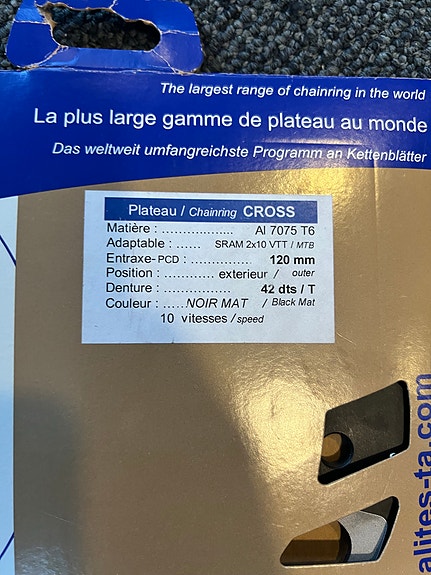 The largest range of chainring in the world
La plus large gamme de plateau au monde
Das weltweit umfangreichste Programm an Kettenblätter
Plateau / Chainring CROSS
Matière : ................ Al 7075 T6
Adaptable : ...... SRAM 2x10 VTT / MTB
Entraxe-PCD : .............. 120 mm
Position : ............ exterieur / outer
Denture : ................ 42 dts / T
Couleur : .....NOIR MAT / Black Mat
10 vitesses / speed
alites-ta.com